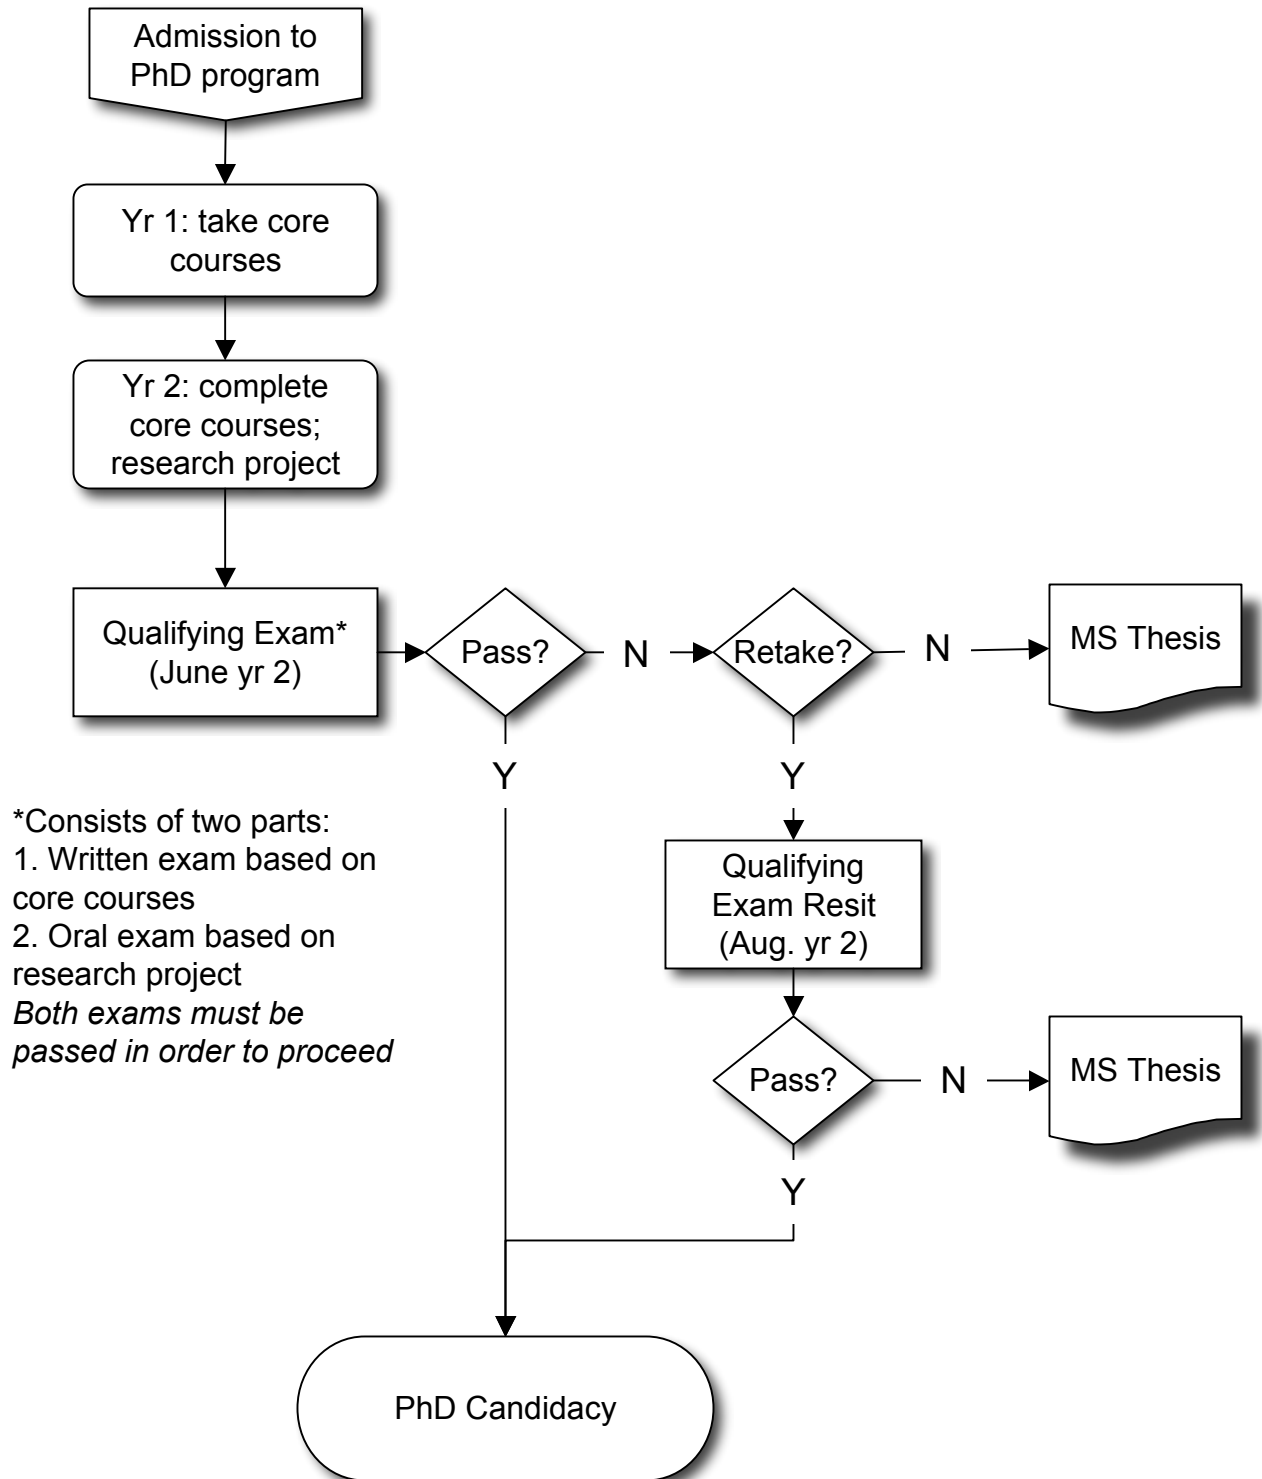 Admission to
PhD program
Yr 1: take core
courses
Yr 2: complete
core courses;
research project
Qualifying Exam*
(June yr 2)
Pass?
N
Retake?
N
MS Thesis
Y
Y
*Consists of two parts:
1. Written exam based on
core courses
2. Oral exam based on
research project
Both exams must be
passed in order to proceed
Qualifying
Exam Resit
(Aug. yr 2)
Pass?
N
MS Thesis
Y
PhD Candidacy